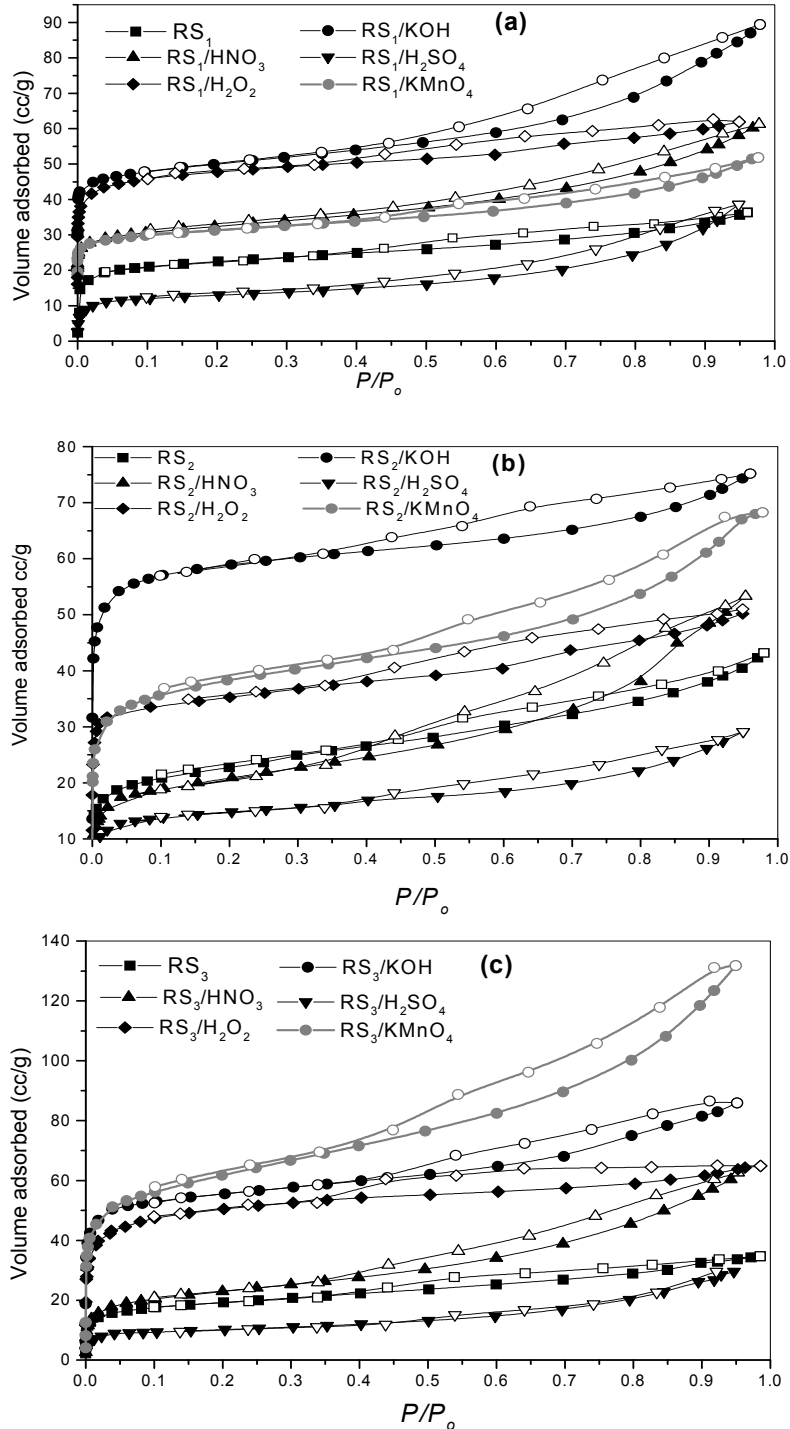 (a)
RS₁ RS₁/KOH
RS₁/HNO₃ RS₁/H₂SO₄
RS₁/H₂O₂ RS₁/KMnO₄
Volume adsorbed (cc/g)
90
80
70
60
50
40
30
20
10
0
0.0 0.1 0.2 0.3 0.4 0.5 0.6 0.7 0.8 0.9 1.0
P/Pₒ
(b)
RS₂ RS₂/KOH
RS₂/HNO₃ RS₂/H₂SO₄
RS₂/H₂O₂ RS₂/KMnO₄
Volume adsorbed cc/g
80
70
60
50
40
30
20
10
0.0 0.1 0.2 0.3 0.4 0.5 0.6 0.7 0.8 0.9 1.0
P/Pₒ
(c)
RS₃ RS₃/KOH
RS₃/HNO₃ RS₃/H₂SO₄
RS₃/H₂O₂ RS₃/KMnO₄
Volume adsorbed (cc/g)
140
120
100
80
60
40
20
0
0.0 0.1 0.2 0.3 0.4 0.5 0.6 0.7 0.8 0.9 1.0
P/Pₒ